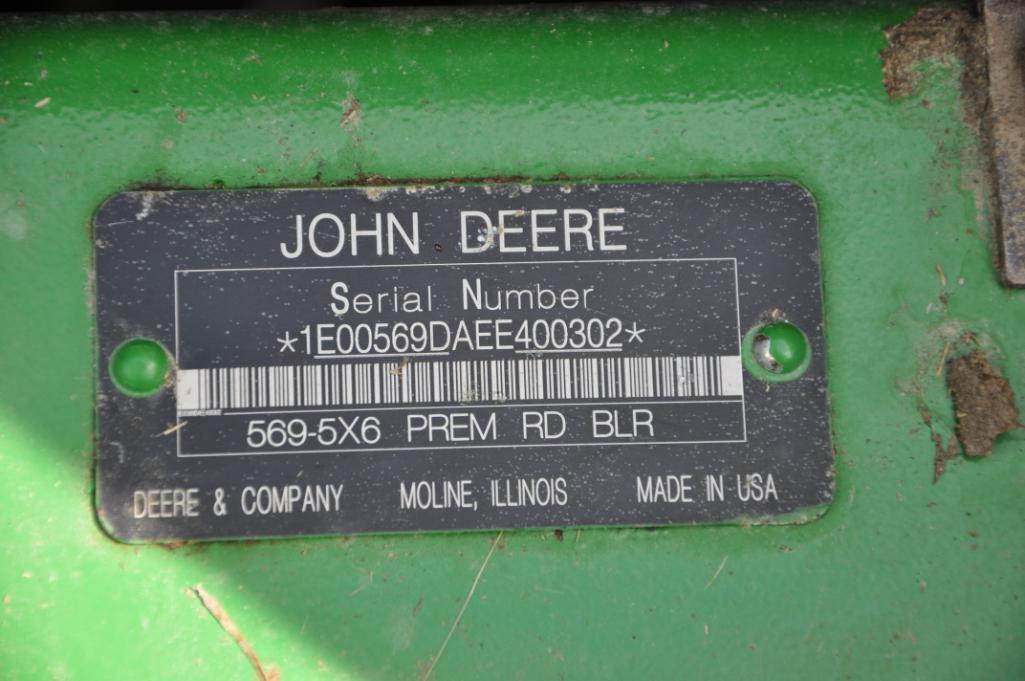 JOHN DEERE
Serial Number
*1E00569DAEE400302*
569-5X6 PREM RD BLR
DEERE & COMPANY MOLINE, ILLINOIS MADE IN USA